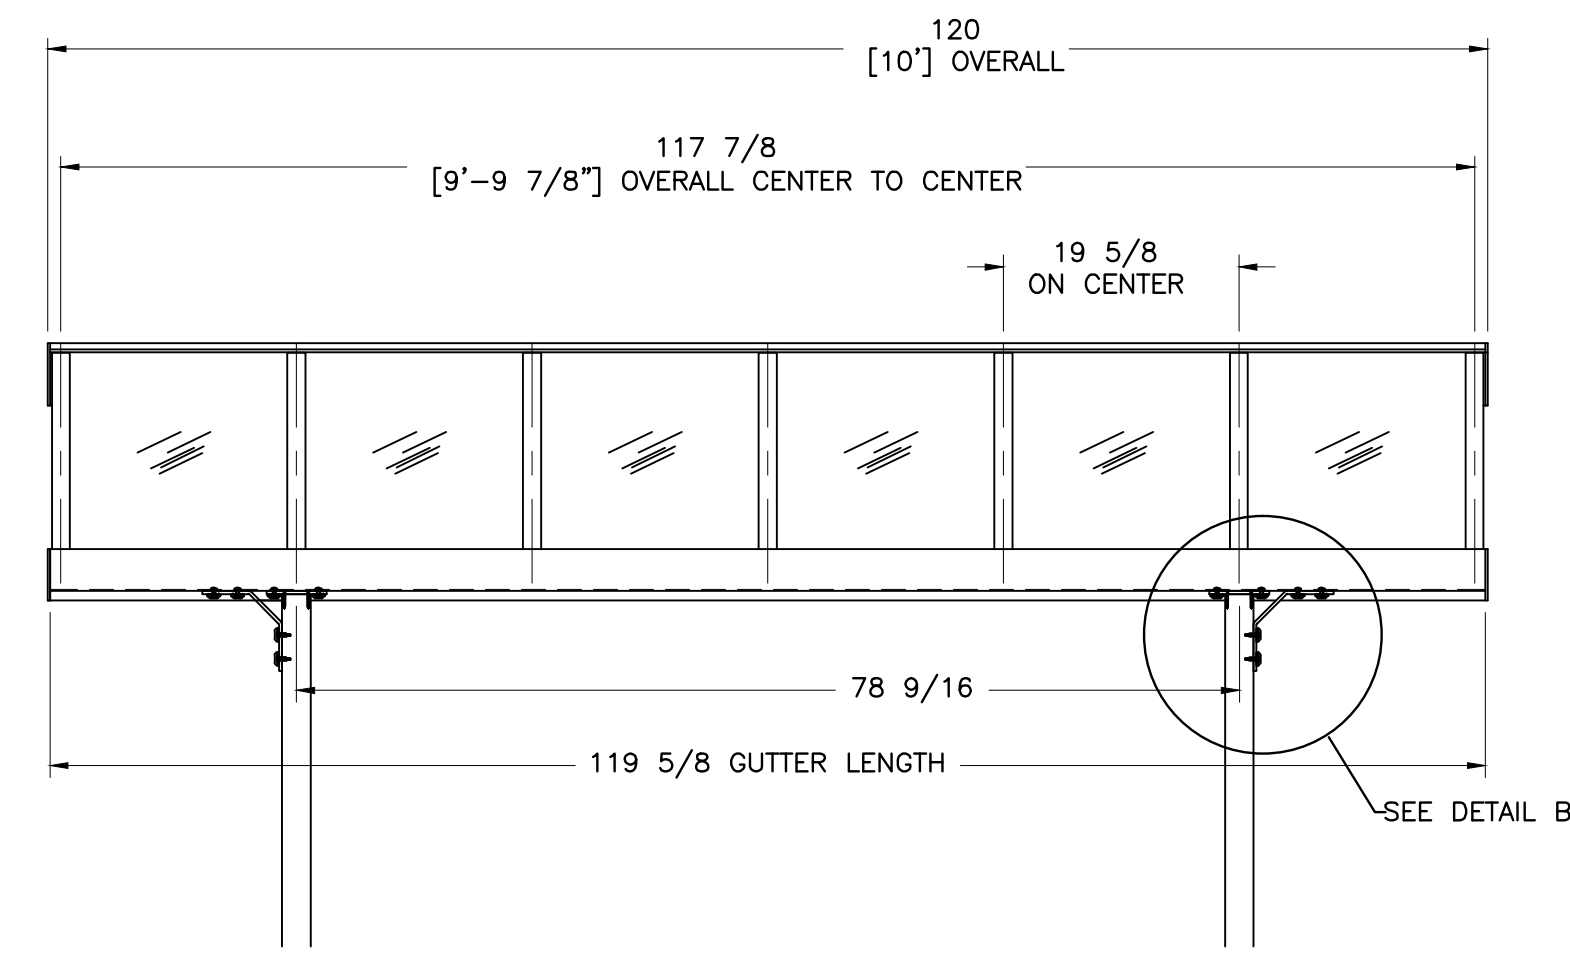 120
[10'] OVERALL
117 7/8
[9'-9 7/8"] OVERALL CENTER TO CENTER
19 5/8
ON CENTER
78 9/16
119 5/8 GUTTER LENGTH
SEE DETAIL B